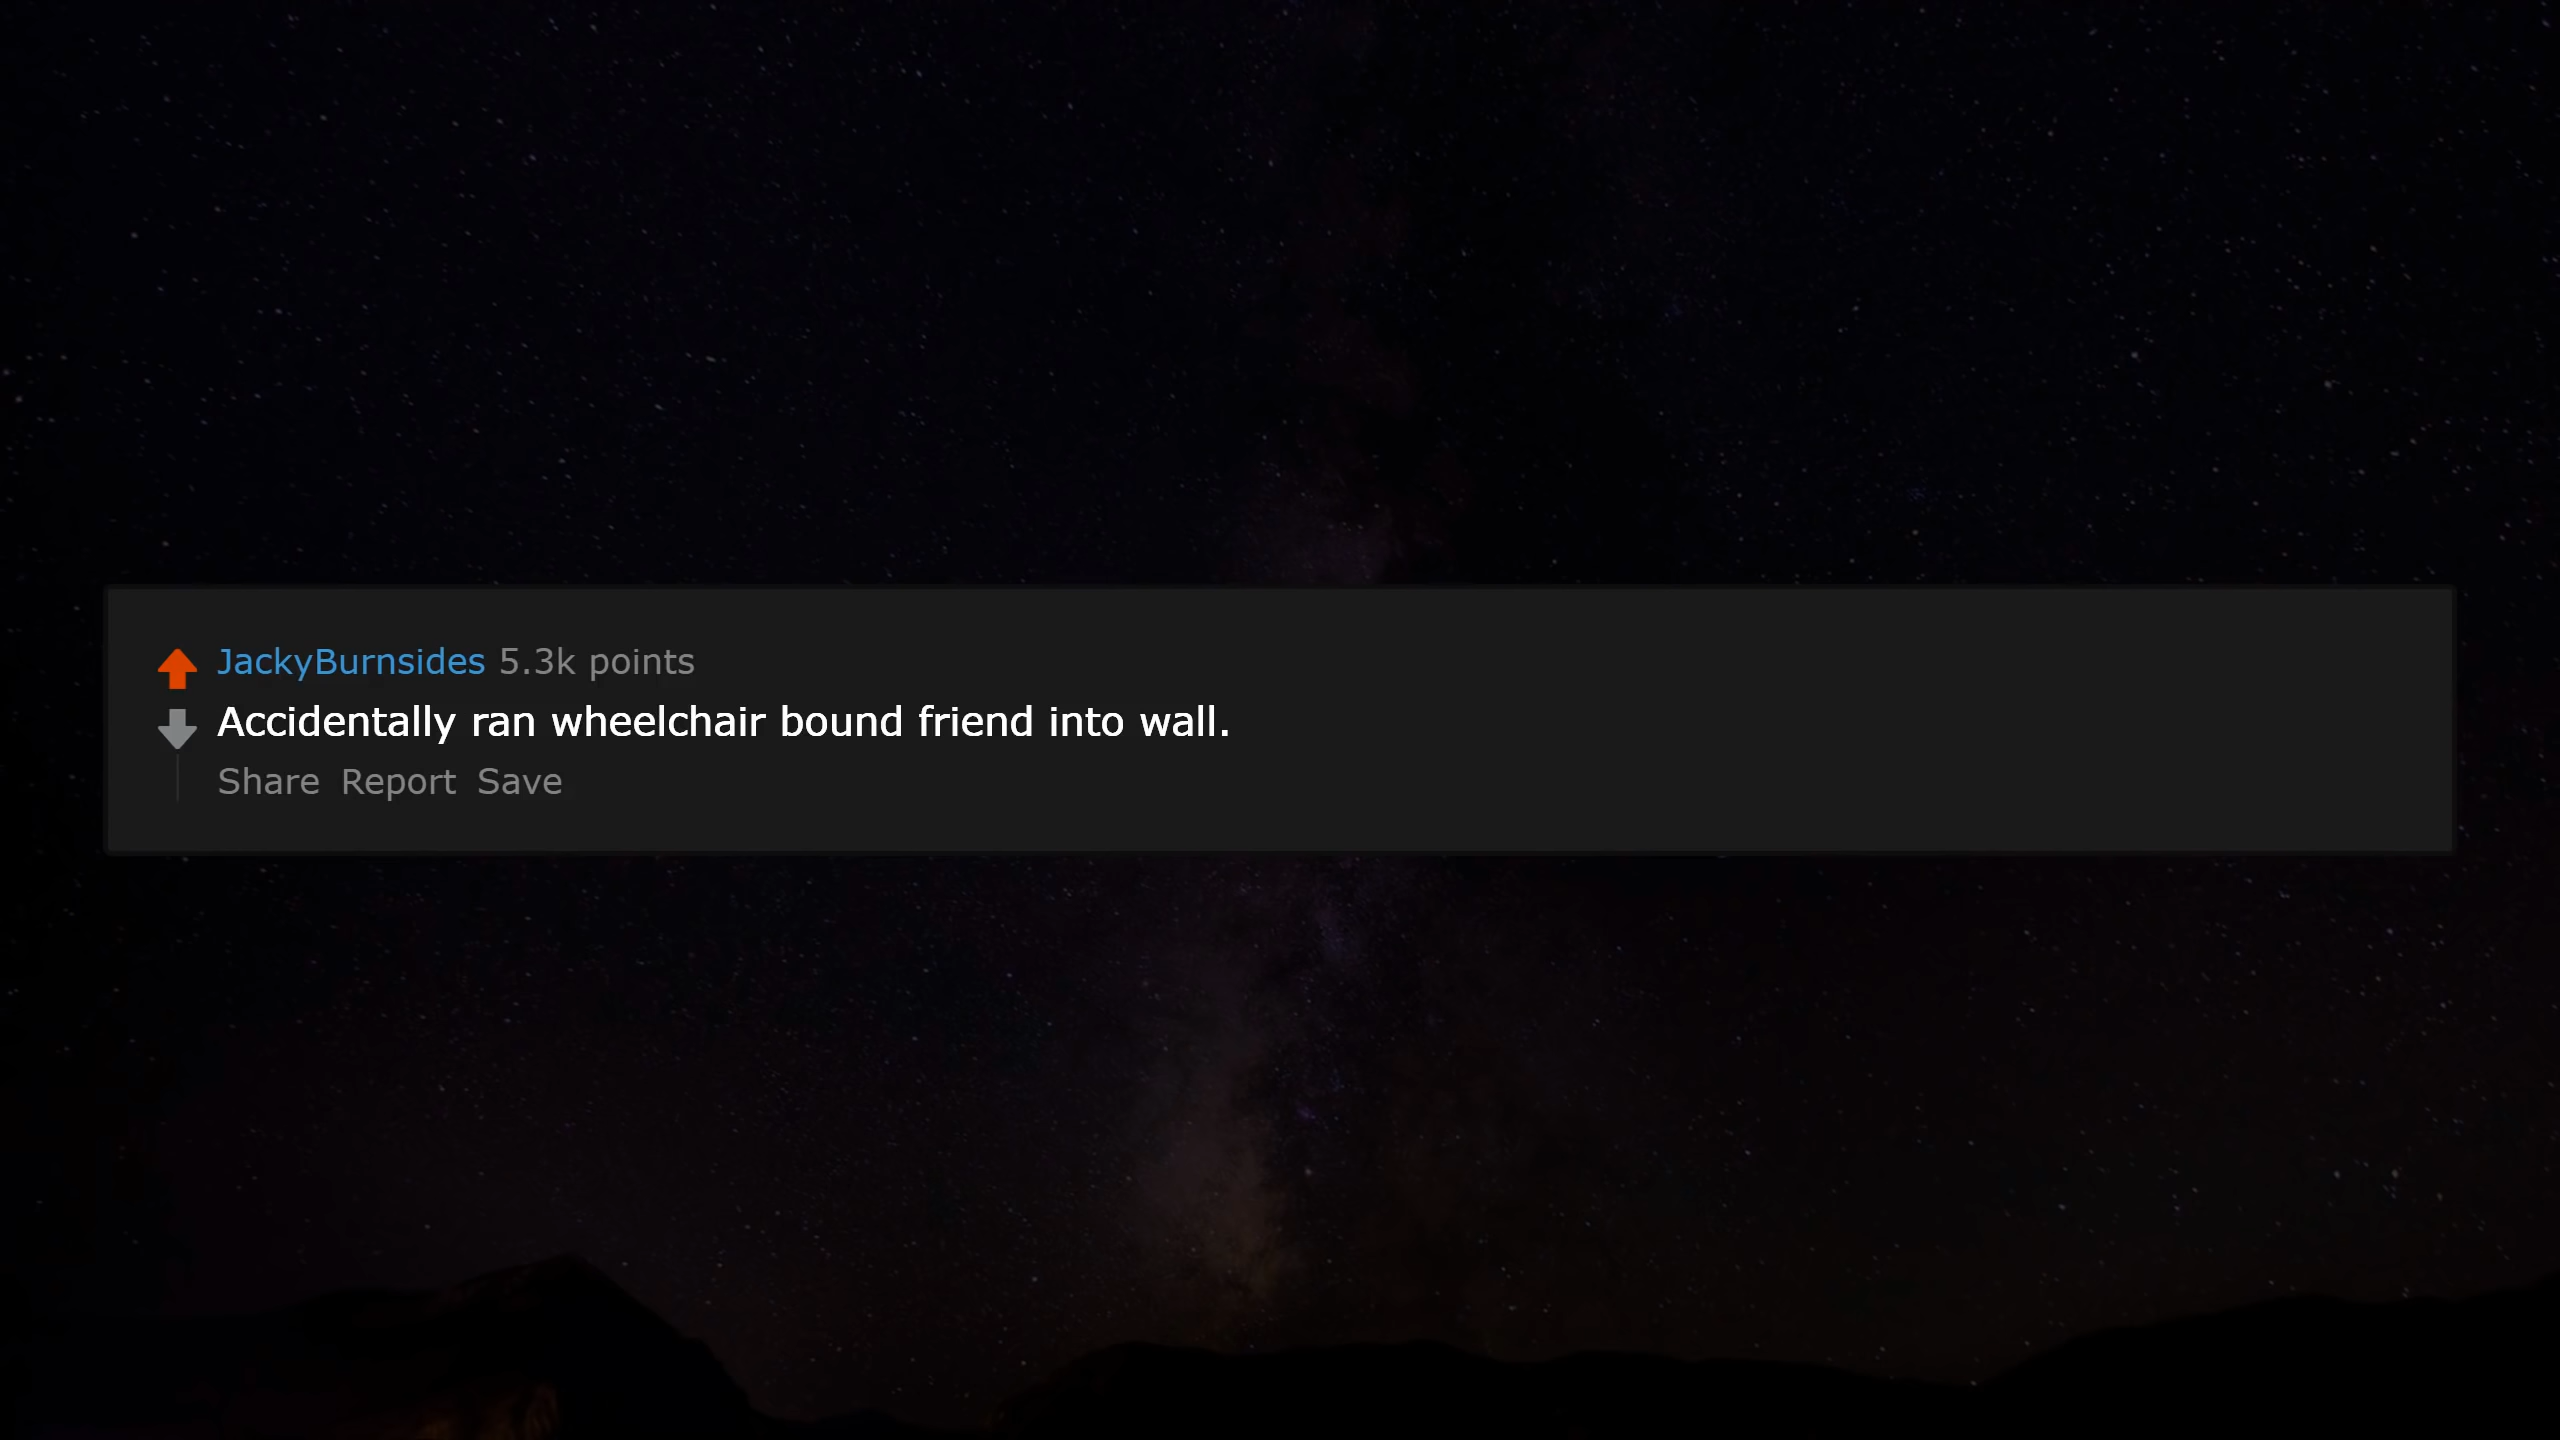 JackyBurnsides 5.3k points
Accidentally ran wheelchair bound friend into wall.
Share Report Save